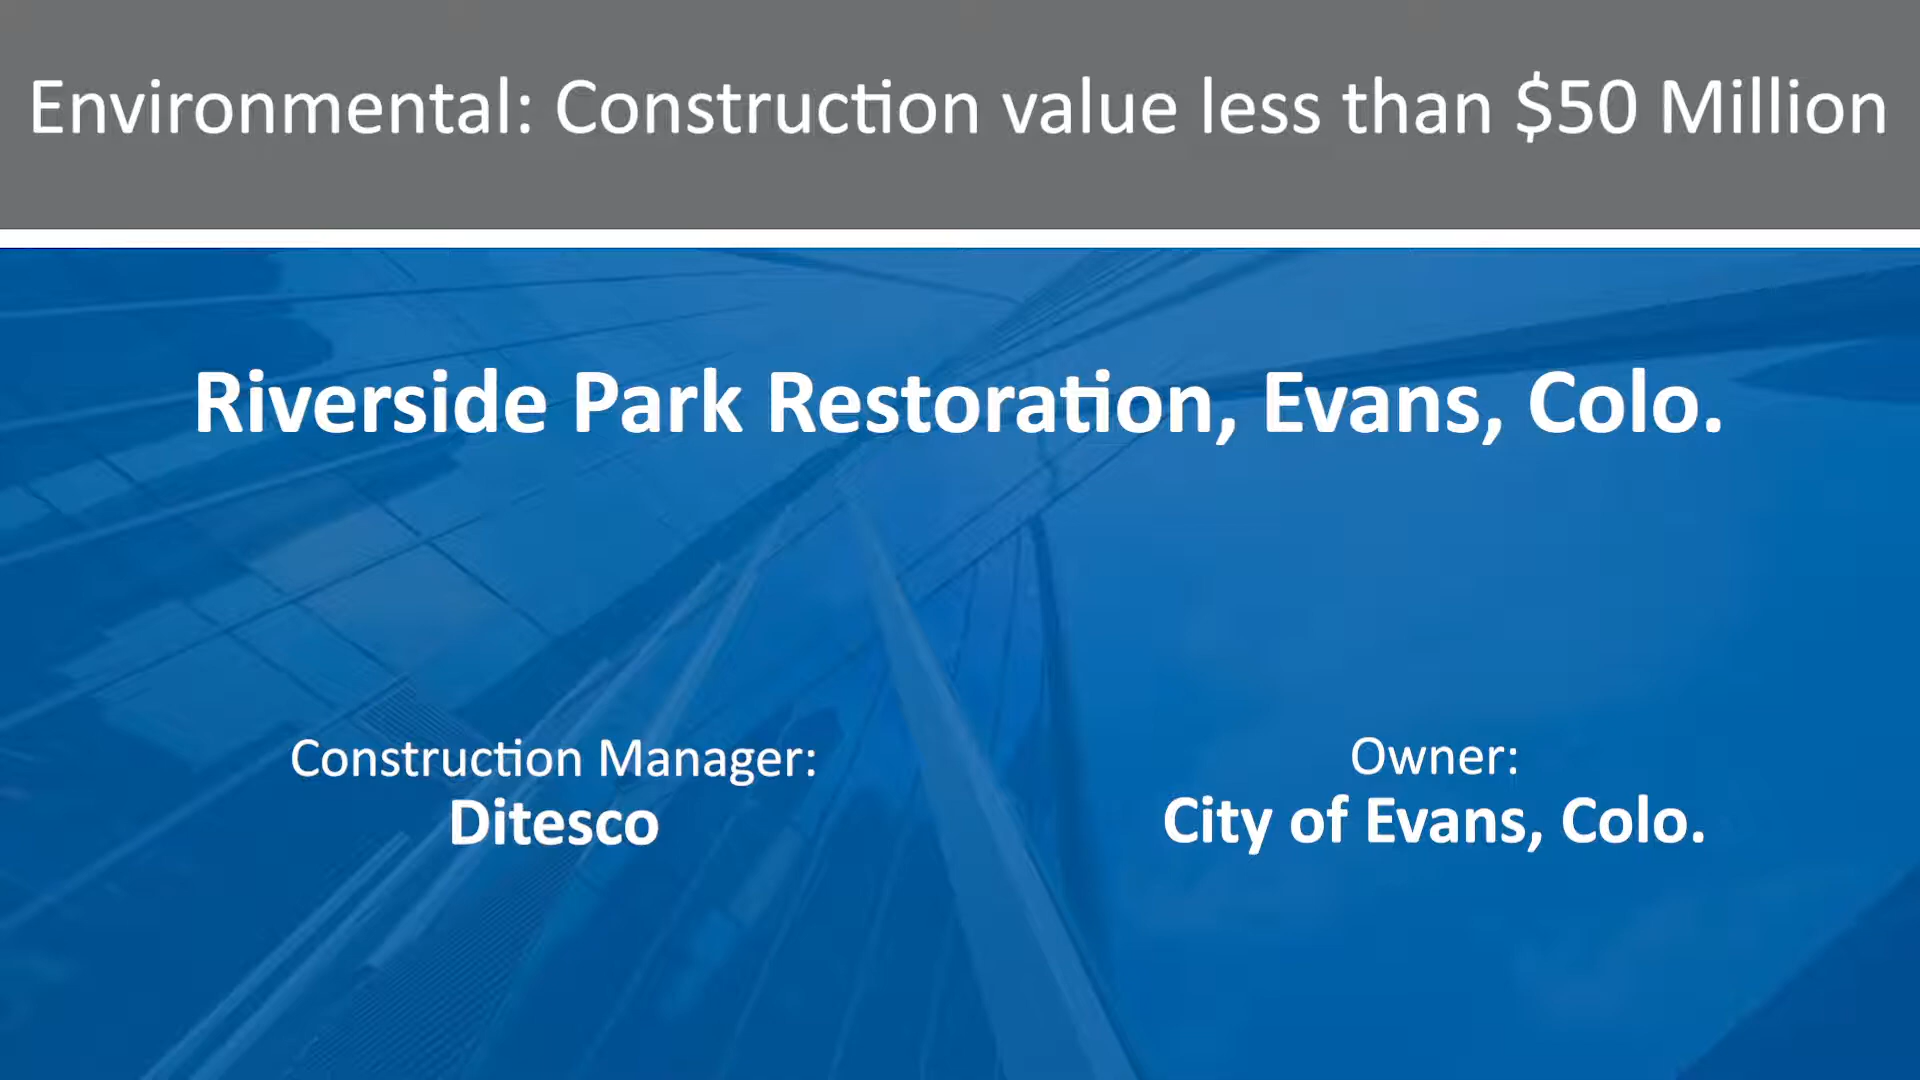 Environmental: Construction value less than $50 Million
Riverside Park Restoration, Evans, Colo.
Construction Manager:
Ditesco
Owner:
City of Evans, Colo.